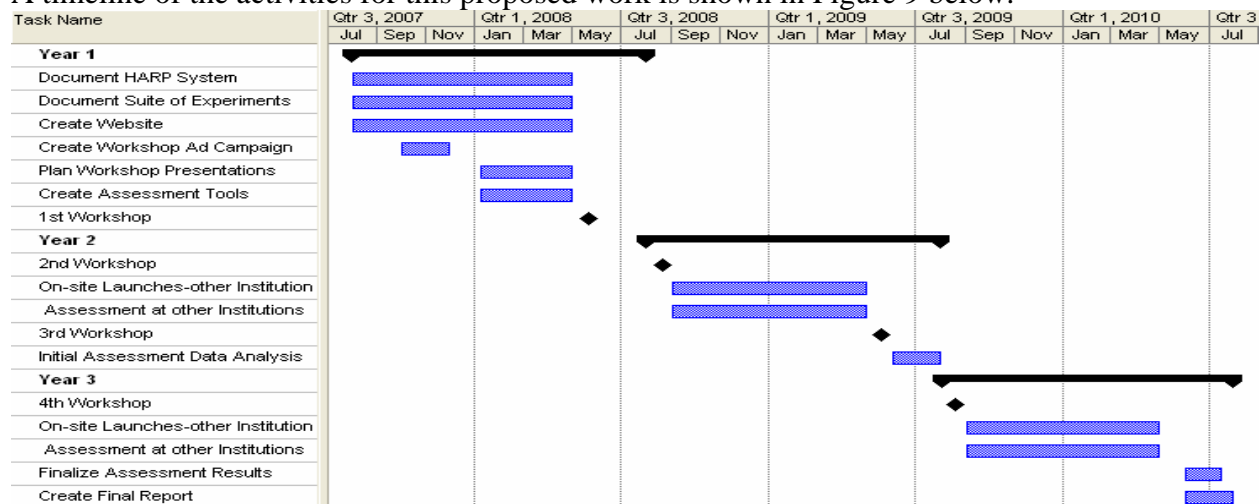 A timeline of the activities for this proposed work is shown in Figure 9 below.
Task Name Qtr 3, 2007 Qtr 1, 2008 Qtr 3, 2008 Qtr 1, 2009 Qtr 3, 2009 Qtr 1, 2010 Qtr 3
Jul Sep Nov Jan Mar May Jul Sep Nov Jan Mar May Jul Sep Nov Jan Mar May Jul
Year 1
Document HARP System
Document Suite of Experiments
Create Website
Create Workshop Ad Campaign
Plan Workshop Presentations
Create Assessment Tools
1st Workshop
Year 2
2nd Workshop
On-site Launches-other Institution
Assessment at other Institutions
3rd Workshop
Initial Assessment Data Analysis
Year 3
4th Workshop
On-site Launches-other Institution
Assessment at other Institutions
Finalize Assessment Results
Create Final Report